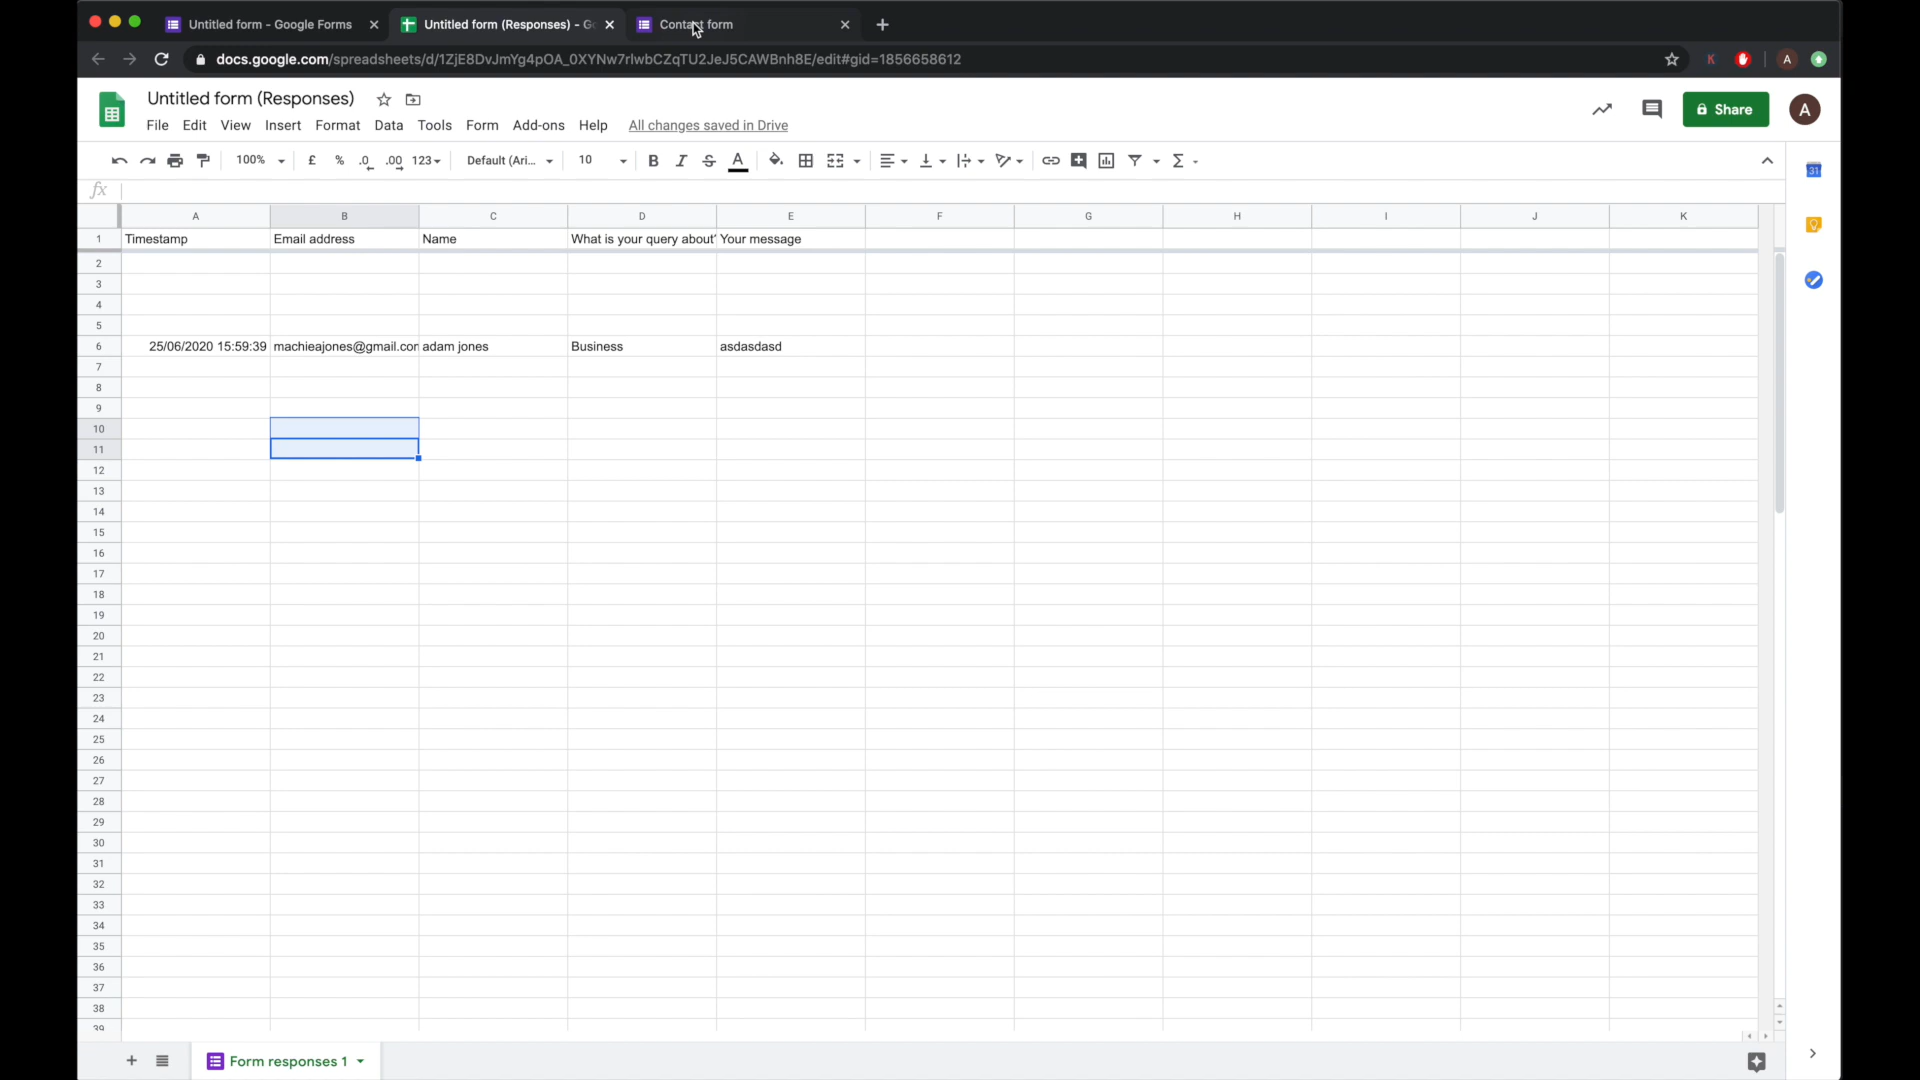 Untitled form - Google Forms
Untitled form (Responses) - G
Contact form
docs.google.com/spreadsheets/d/1ZjE8DvJmYg4pOA_0XYNw7rlwbCZqTU2JeJ5CAWBnh8E/edit#gid=1856658612
K A
Untitled form (Responses)
File Edit View Insert Format Data Tools Form Add-ons Help All changes saved in Drive
Share
A
100% £ % .0 .00 123 Default (Ari... 10 B I S A Σ
31
fx
A B C D E F G H I J K
1 Timestamp Email address Name What is your query about Your message
2
3
4
5
6 25/06/2020 15:59:39 machieajones@gmail.com adam jones Business asdasdasd
7
8
9
10
11
12
13
14
15
16
17
18
19
20
21
22
23
24
25
26
27
28
29
30
31
32
33
34
35
36
37
38
39
Form responses 1